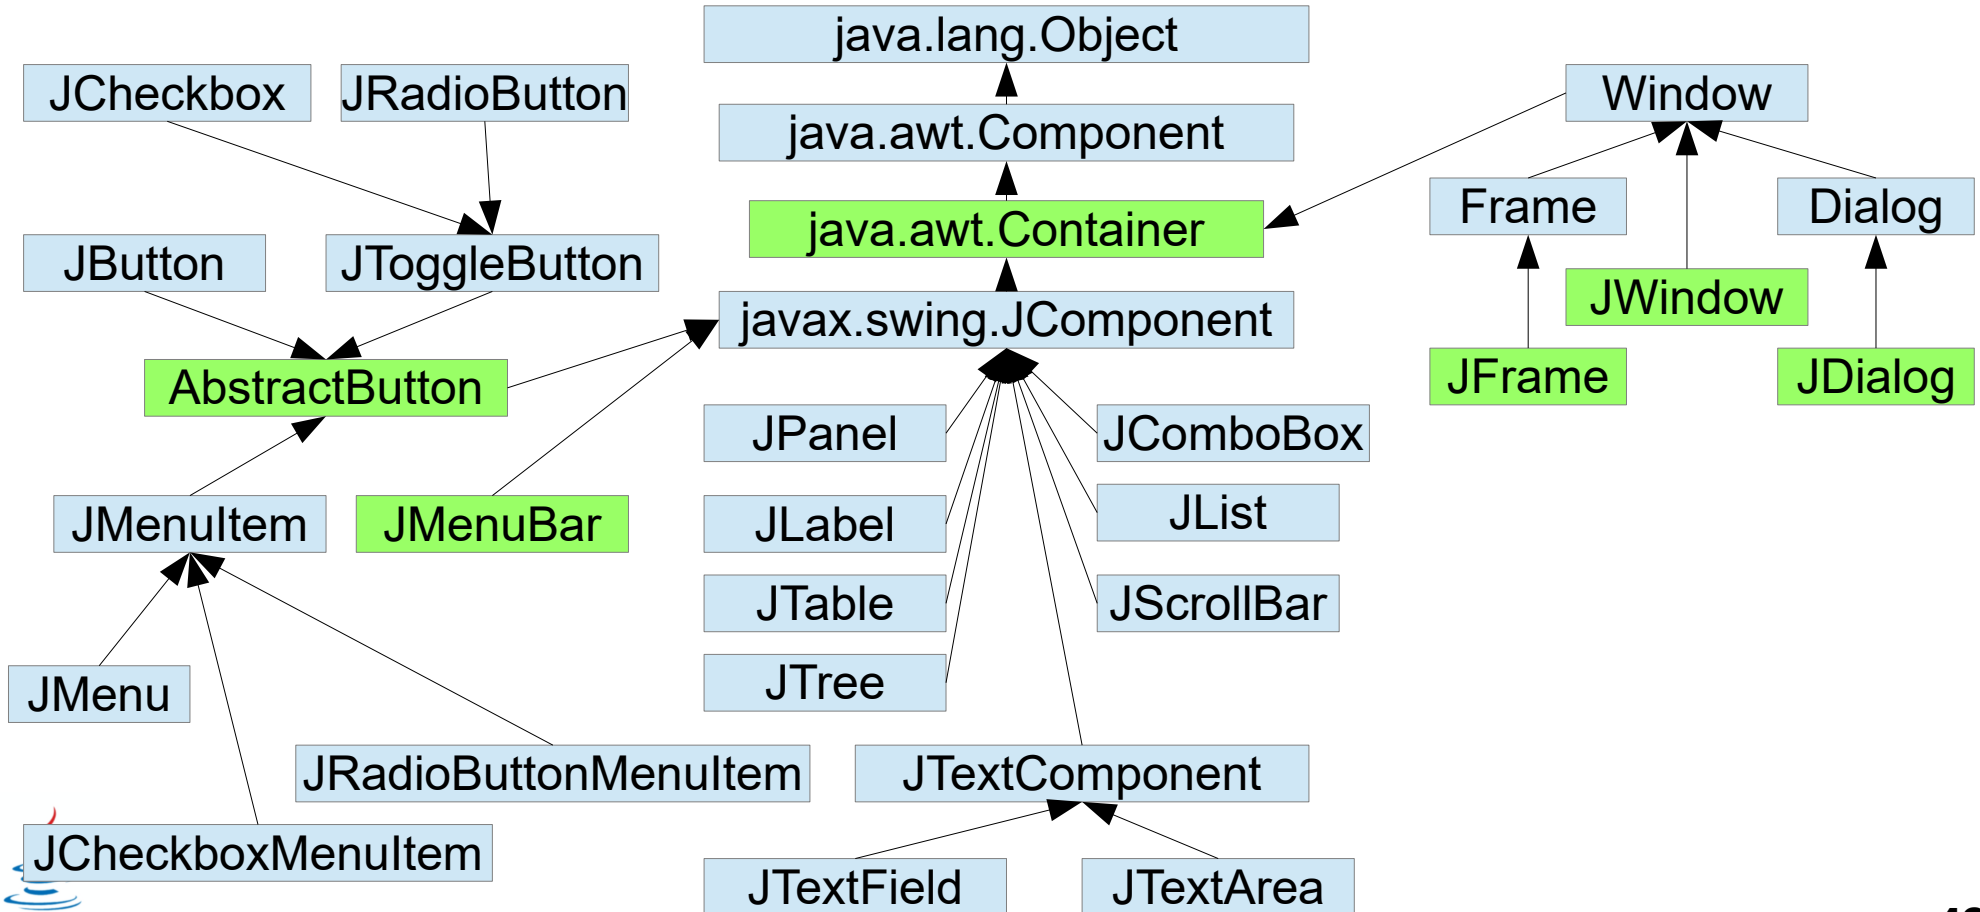 java.lang.Object
JCheckbox
JRadioButton
Window
java.awt.Component
Frame
Dialog
java.awt.Container
JButton
JToggleButton
JWindow
javax.swing.JComponent
AbstractButton
JFrame
JDialog
JPanel
JComboBox
JMenuItem
JMenuBar
JLabel
JList
JTable
JScrollBar
JTree
JMenu
JRadioButtonMenuItem
JTextComponent
JCheckboxMenuItem
JTextField
JTextArea